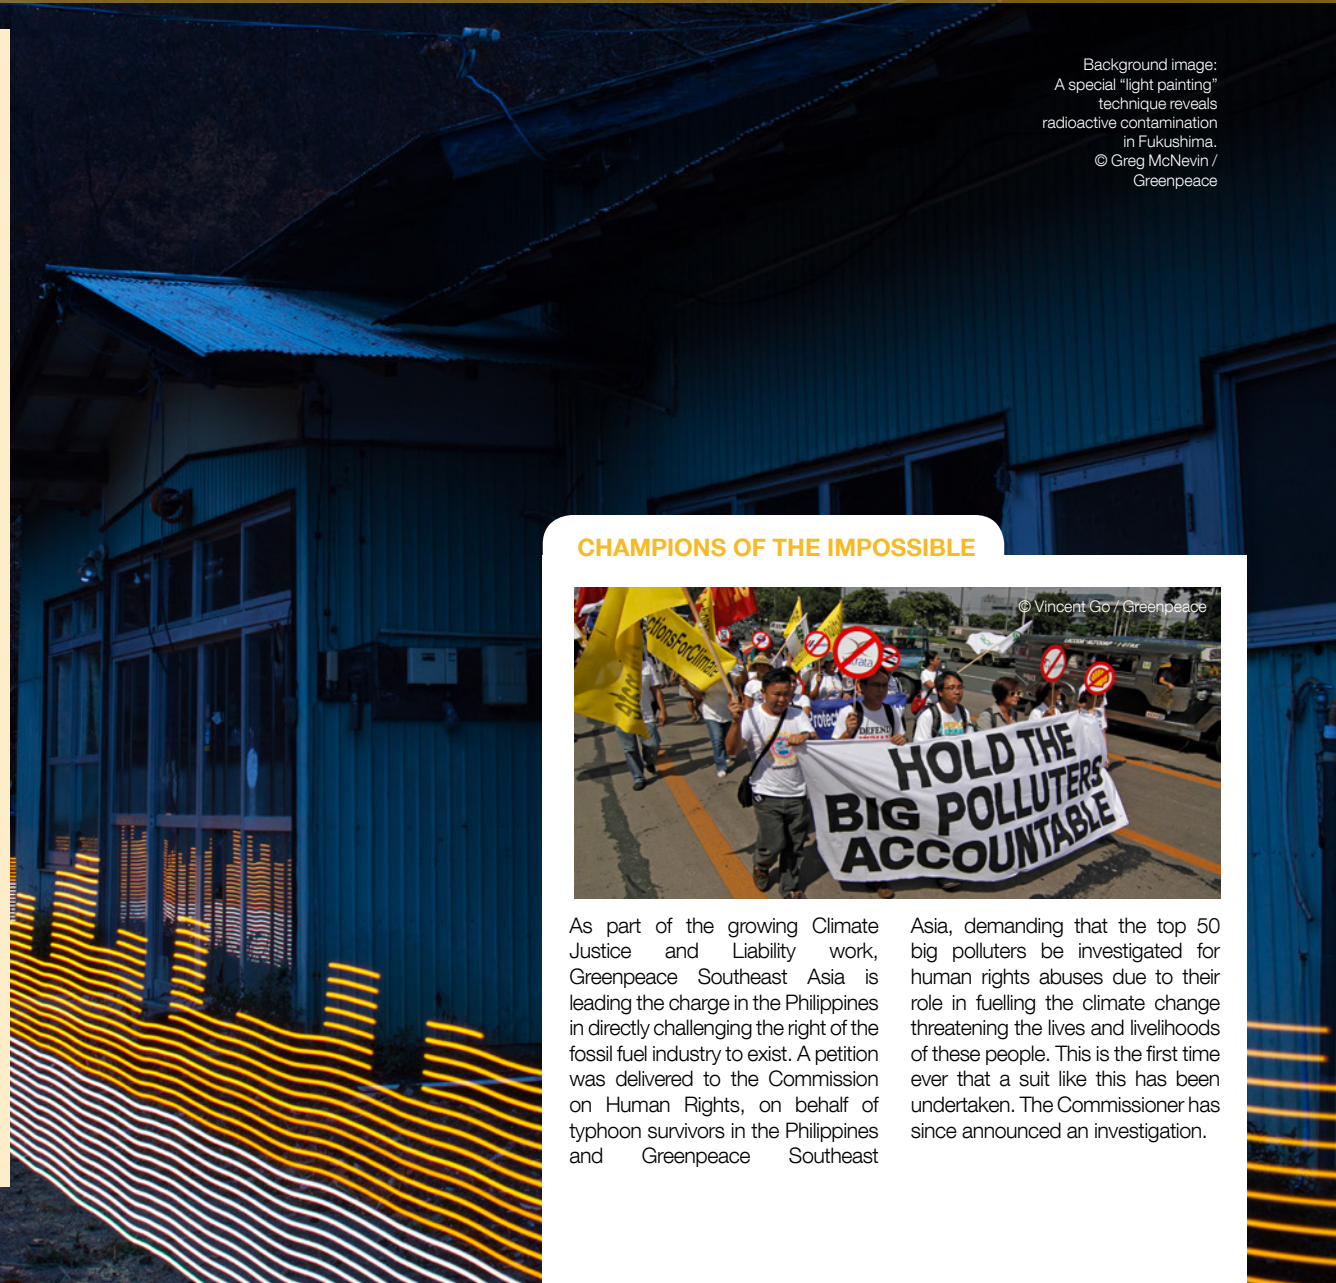 Background image:
A special “light painting”
technique reveals
radioactive contamination
in Fukushima.
© Greg McNevin /
Greenpeace
CHAMPIONS OF THE IMPOSSIBLE
© Vincent Go / Greenpeace
ctionsForClimate
Protect
DEFEND
HOLD THE
BIG POLLUTERS
ACCOUNTABLE
As part of the growing Climate
Justice and Liability work,
Greenpeace Southeast Asia is
leading the charge in the Philippines
in directly challenging the right of the
fossil fuel industry to exist. A petition
was delivered to the Commission
on Human Rights, on behalf of
typhoon survivors in the Philippines
and Greenpeace Southeast
Asia, demanding that the top 50
big polluters be investigated for
human rights abuses due to their
role in fuelling the climate change
threatening the lives and livelihoods
of these people. This is the first time
ever that a suit like this has been
undertaken. The Commissioner has
since announced an investigation.